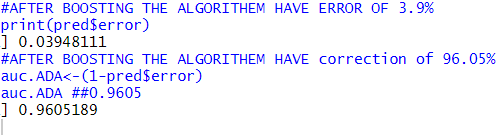 #AFTER BOOSTING THE ALGORITHEM HAVE ERROR OF 3.9%
print(pred$error)
] 0.03948111
#AFTER BOOSTING THE ALGORITHEM HAVE correction of 96.05%
auc.ADA<-(1-pred$error)
auc.ADA ##0.9605
] 0.9605189